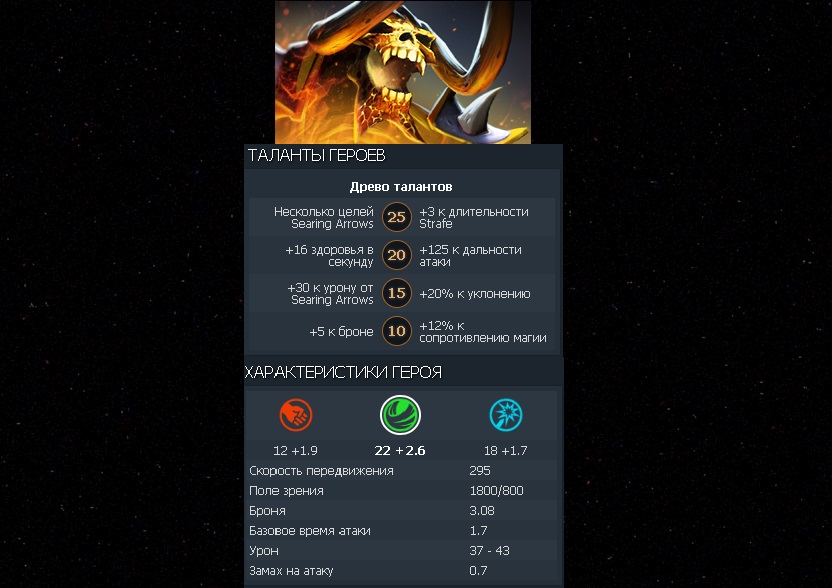 ТАЛАНТЫ ГЕРОЕВ
Древо талантов
Несколько целей
Searing Arrows
25
+3 к длительности
Strafe
+16 здоровья в
секунду
20
+125 к дальности
атаки
+30 к урону от
Searing Arrows
15
+20% к уклонению
+5 к броне
10
+12% к
сопротивлению магии
ХАРАКТЕРИСТИКИ ГЕРОЯ
12 +1.9 22 +2.6 18 +1.7
Скорость передвижения 295
Поле зрения 1800/800
Броня 3.08
Базовое время атаки 1.7
Урон 37 - 43
Замах на атаку 0.7